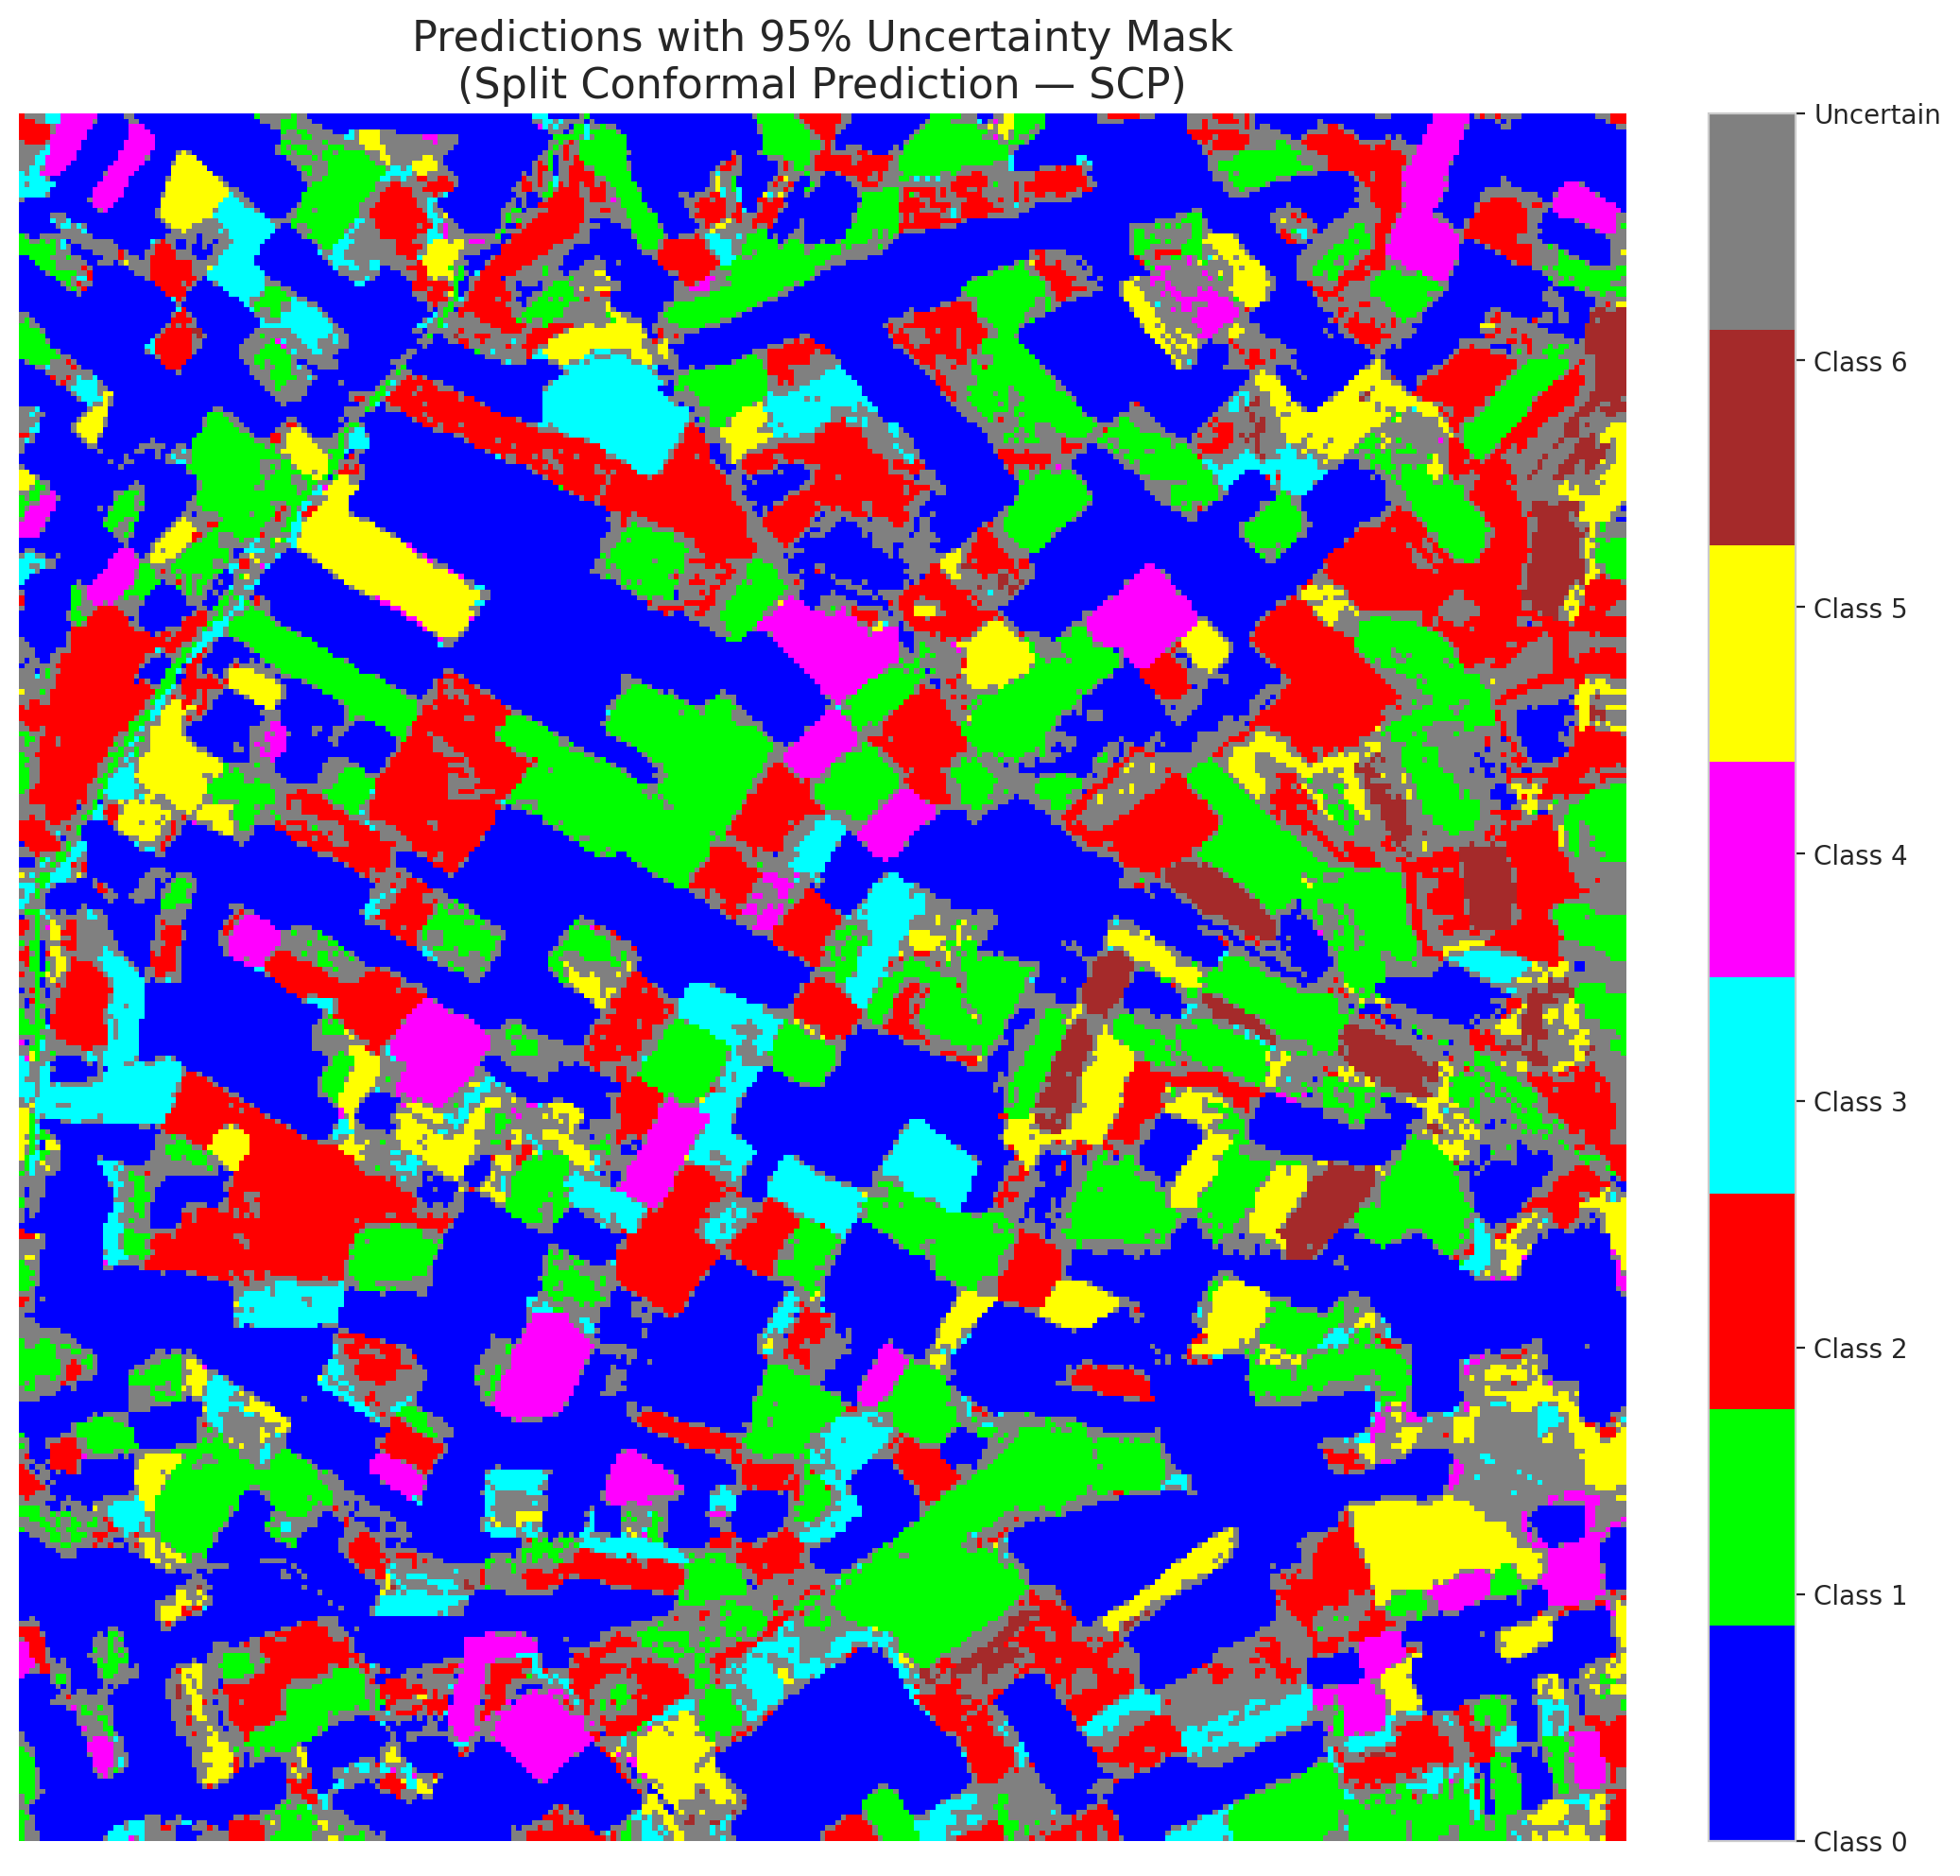 Predictions with 95% Uncertainty Mask
(Split Conformal Prediction — SCP)
Uncertain
Class 6
Class 5
Class 4
Class 3
Class 2
Class 1
Class 0